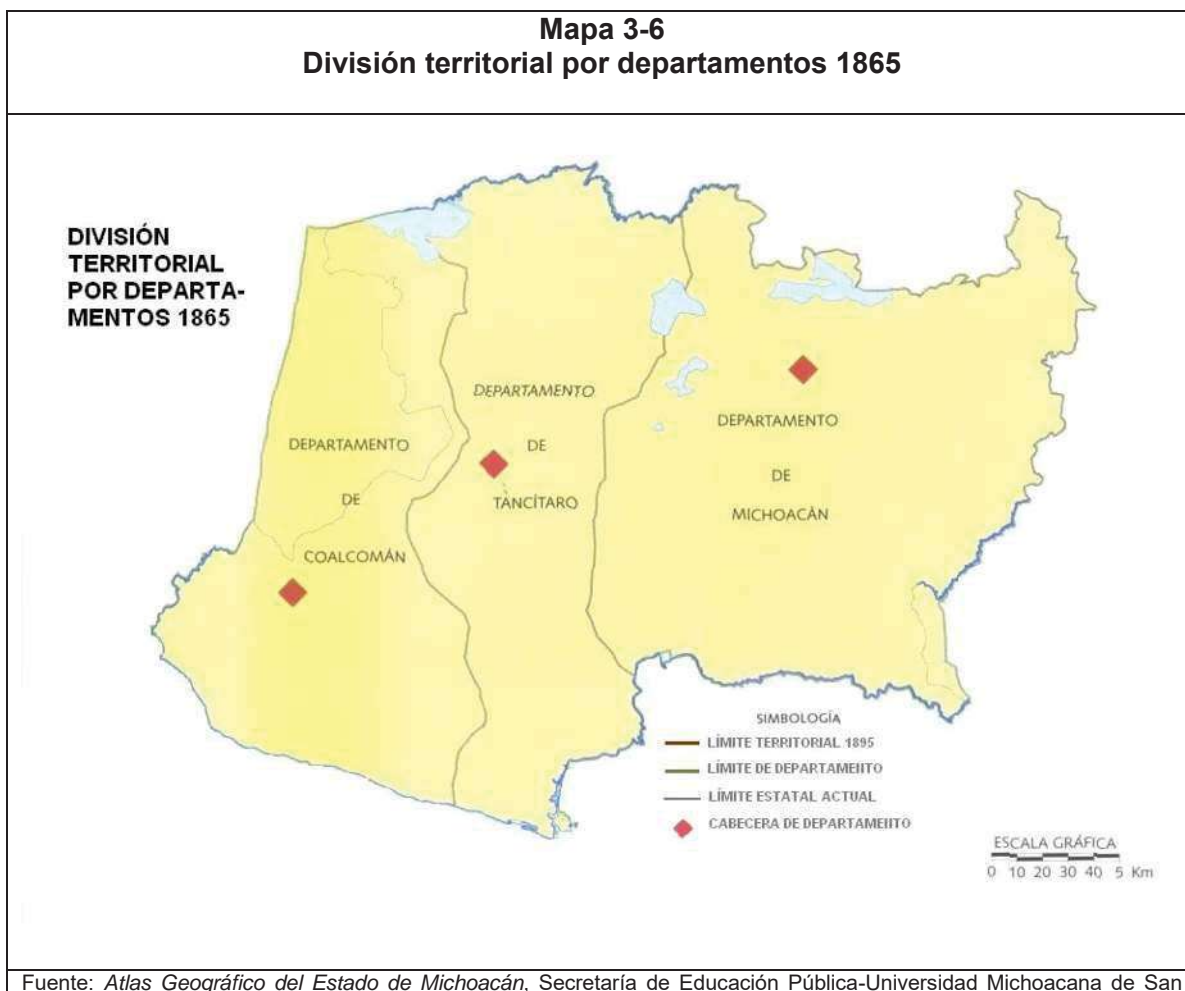 Mapa 3-6
División territorial por departamentos 1865
DIVISIÓN
TERRITORIAL
POR DEPARTA-
MENTOS 1865
DEPARTAMENTO
DE
COALCOMÁN
DEPARTAMENTO
DE
TANCÍTARO
DEPARTAMENTO
DE
MICHOACÁN
SIMBOLOGÍA
LÍMITE TERRITORIAL 1895
LÍMITE DE DEPARTAMENTO
LÍMITE ESTATAL ACTUAL
CABECERA DE DEPARTAMENTO
ESCALA GRÁFICA
0 10 20 30 40 5 Km
Fuente: Atlas Geográfico del Estado de Michoacán, Secretaría de Educación Pública-Universidad Michoacana de San